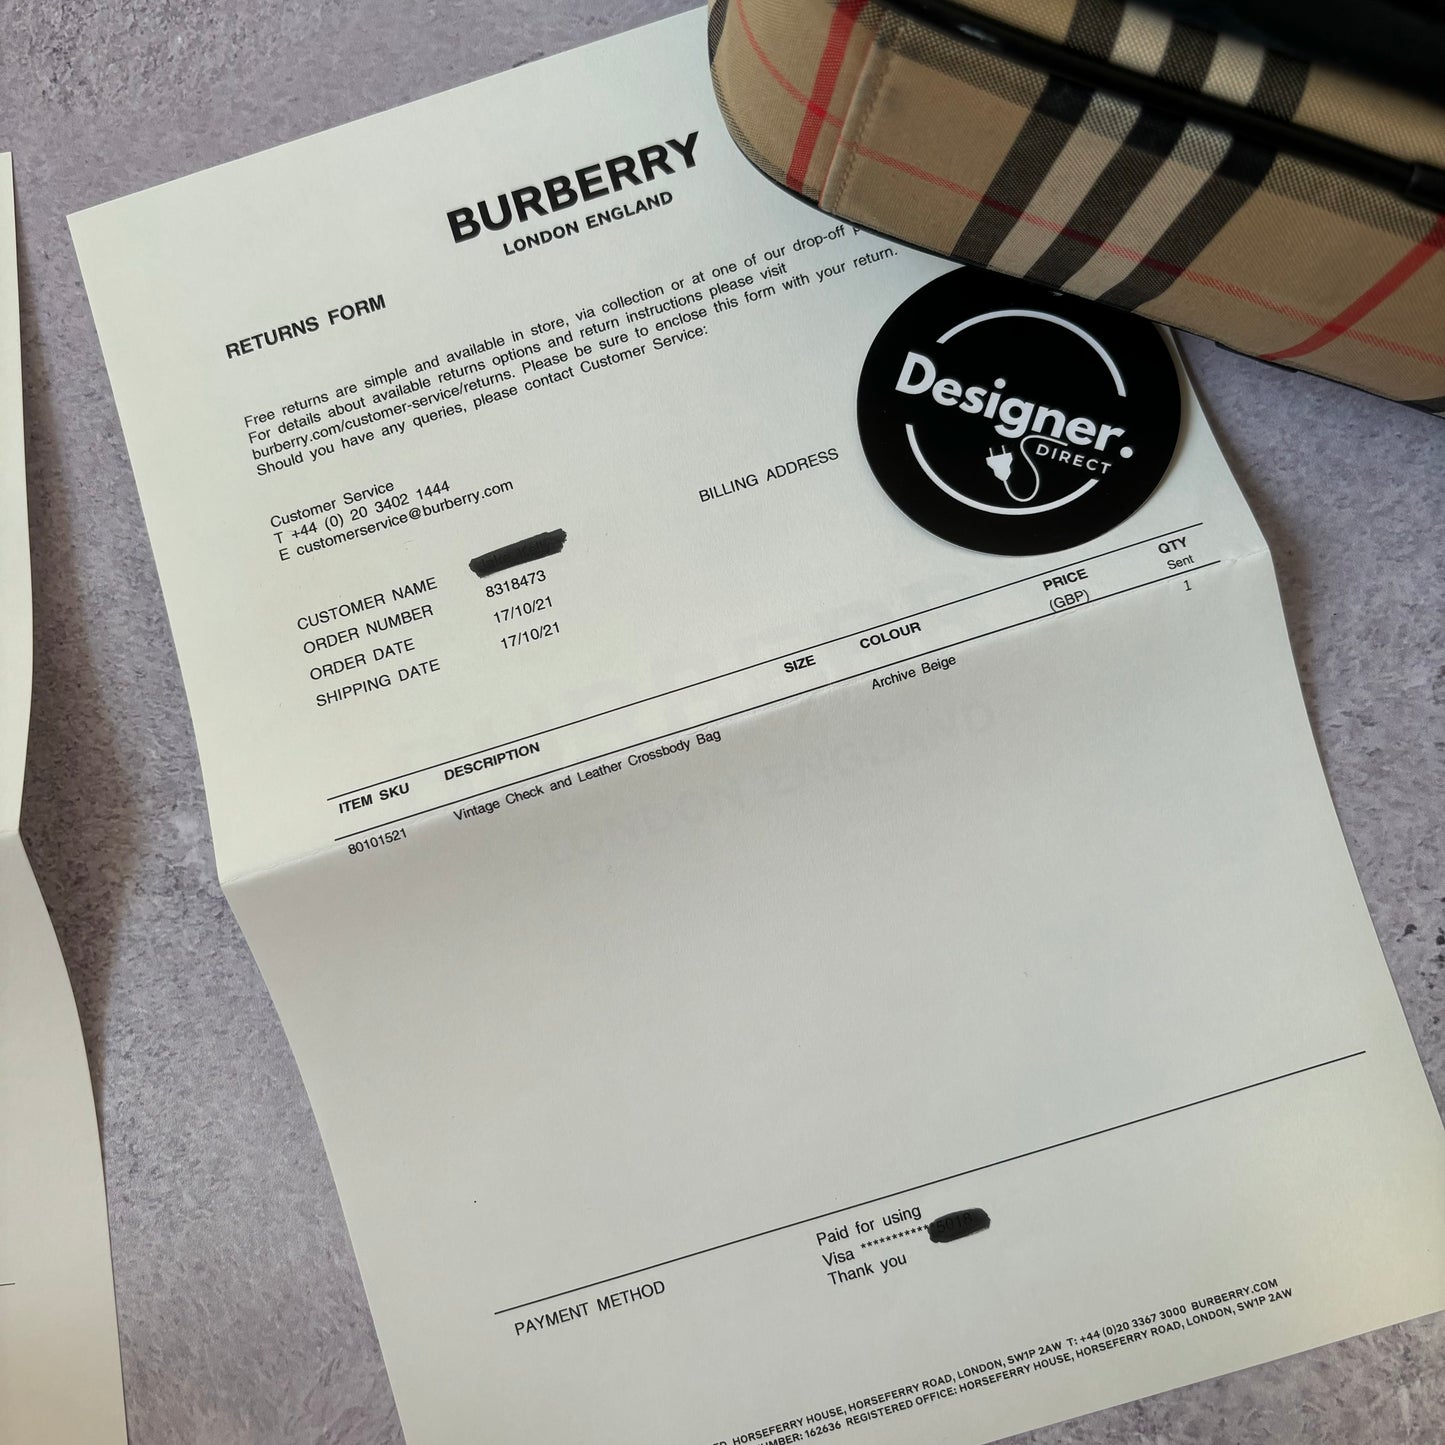 BURBERRY
LONDON ENGLAND
RETURNS FORM
Free returns are simple and available in store, via collection or at one of our drop-off
For details about available returns options and return instructions please visit
burberry.com/customer-service/returns. Please be sure to enclose this form with your return.
Should you have any queries, please contact Customer Service:
Customer Service
T +44 (0) 20 3402 1444
E customerservice@burberry.com
BILLING ADDRESS
Designer.
DIRECT
CUSTOMER NAME
ORDER NUMBER 8318473
ORDER DATE 17/10/21
SHIPPING DATE 17/10/21
ITEM SKU DESCRIPTION SIZE COLOUR PRICE (GBP) QTY Sent
80101521 Vintage Check and Leather Crossbody Bag Archive Beige 1
PAYMENT METHOD
Paid for using
Visa ***********
Thank you
HORSEFERRY HOUSE, HORSEFERRY ROAD, LONDON, SW1P 2AW T: +44 (0)20 3367 3000 BURBERRY.COM
162636 REGISTERED OFFICE: HORSEFERRY HOUSE, HORSEFERRY ROAD, LONDON, SW1P 2AW